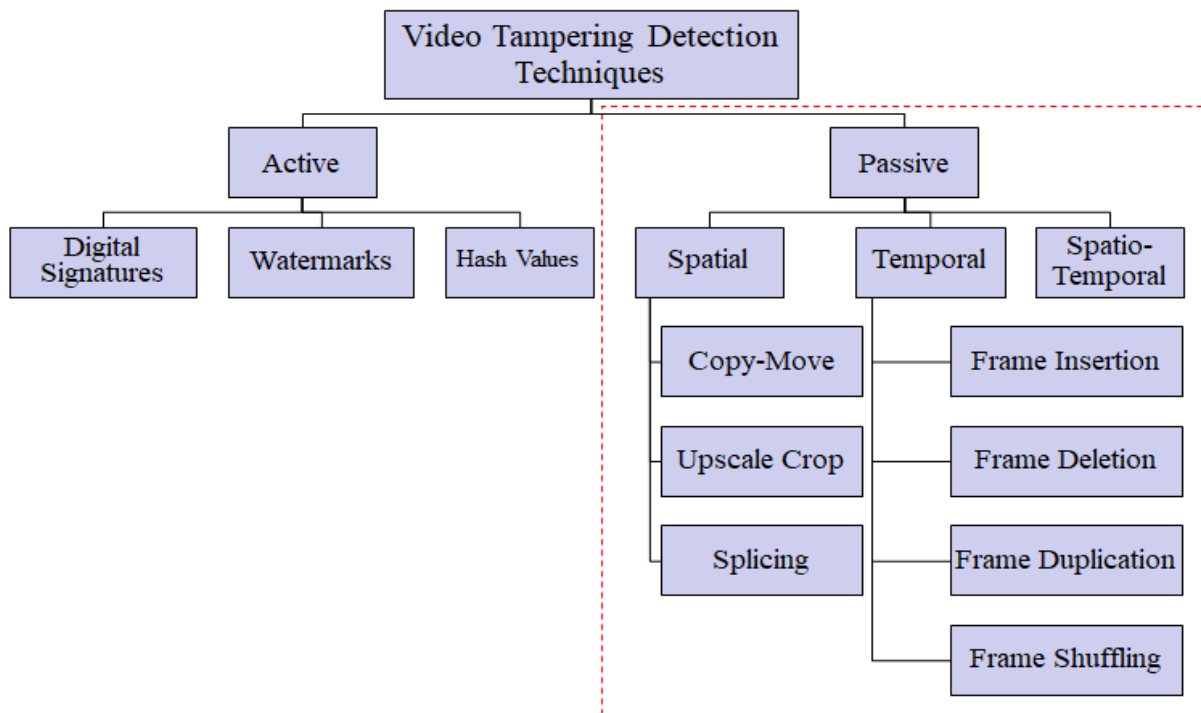 Video Tampering Detection
Techniques
Active
Passive
Digital
Signatures
Watermarks
Hash Values
Spatial
Temporal
Spatio-
Temporal
Copy-Move
Frame Insertion
Upscale Crop
Frame Deletion
Splicing
Frame Duplication
Frame Shuffling